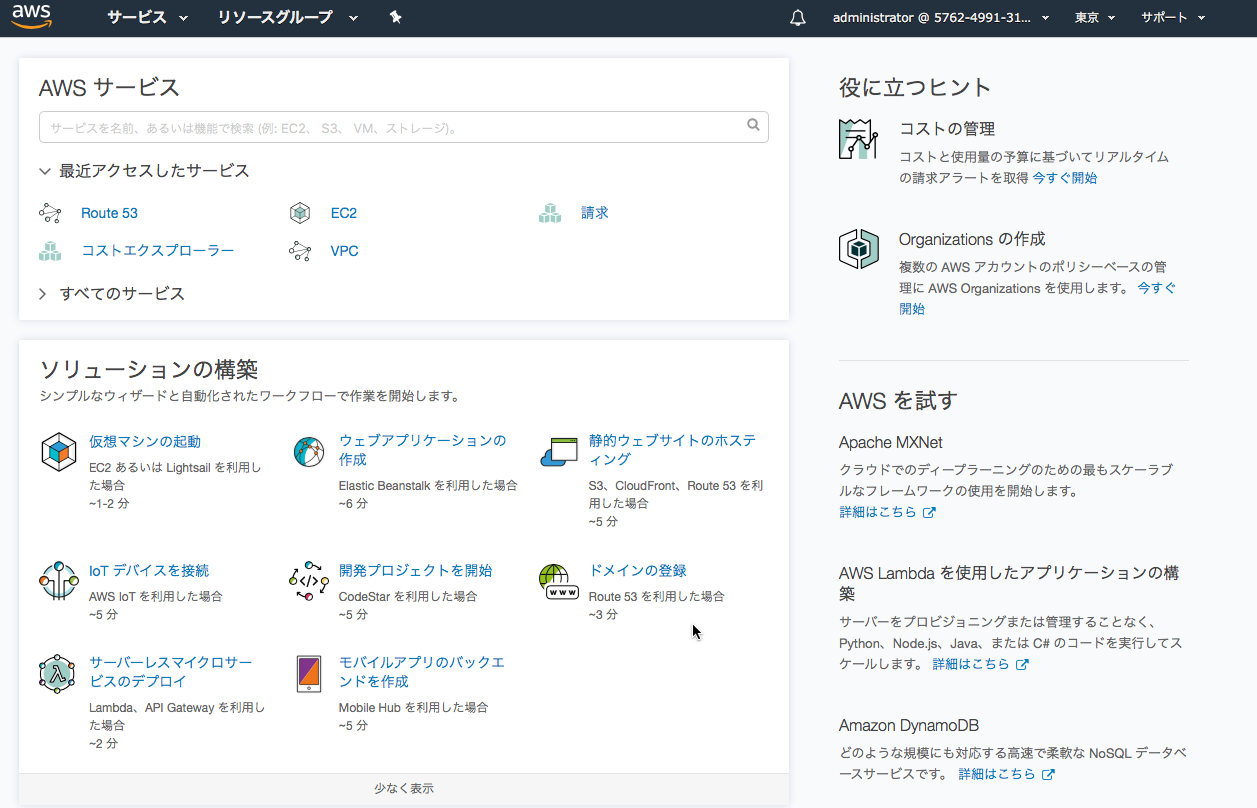 aws サービス リソースグループ administrator @ 5762-4991-31... 東京 サポート
AWS サービス
サービスを名前、あるいは機能で検索 (例: EC2、 S3、 VM、ストレージ)。
最近アクセスしたサービス
Route 53 EC2 請求
コストエクスプローラー VPC
すべてのサービス
ソリューションの構築
シンプルなウィザードと自動化されたワークフローで作業を開始します。
仮想マシンの起動
EC2 あるいは Lightsail を利用し
た場合
~1-2 分
ウェブアプリケーションの
作成
Elastic Beanstalk を利用した場合
~6 分
静的ウェブサイトのホステ
ィング
S3、CloudFront、Route 53 を利
用した場合
~5 分
IoT デバイスを接続
AWS IoT を利用した場合
~5 分
開発プロジェクトを開始
CodeStar を利用した場合
~5 分
www
ドメインの登録
Route 53 を利用した場合
~3 分
サーバーレスマイクロサー
ビスのデプロイ
Lambda、API Gateway を利用し
た場合
~2 分
モバイルアプリのバックエ
ンドを作成
Mobile Hub を利用した場合
~5 分
少なく表示
役に立つヒント
コストの管理
コストと使用量の予算に基づいてリアルタイム
の請求アラートを取得 今すぐ開始
Organizations の作成
複数の AWS アカウントのポリシーベースの管
理に AWS Organizations を使用します。 今すぐ
開始
AWS を試す
Apache MXNet
クラウドでのディープラーニングのための最もスケーラブ
ルなフレームワークの使用を開始します。
詳細はこちら
AWS Lambda を使用したアプリケーションの構
築
サーバーをプロビジョニングまたは管理することなく、
Python、Node.js、Java、または C# のコードを実行してス
ケールします。 詳細はこちら
Amazon DynamoDB
どのような規模にも対応する高速で柔軟な NoSQL データベ
ースサービスです。 詳細はこちら